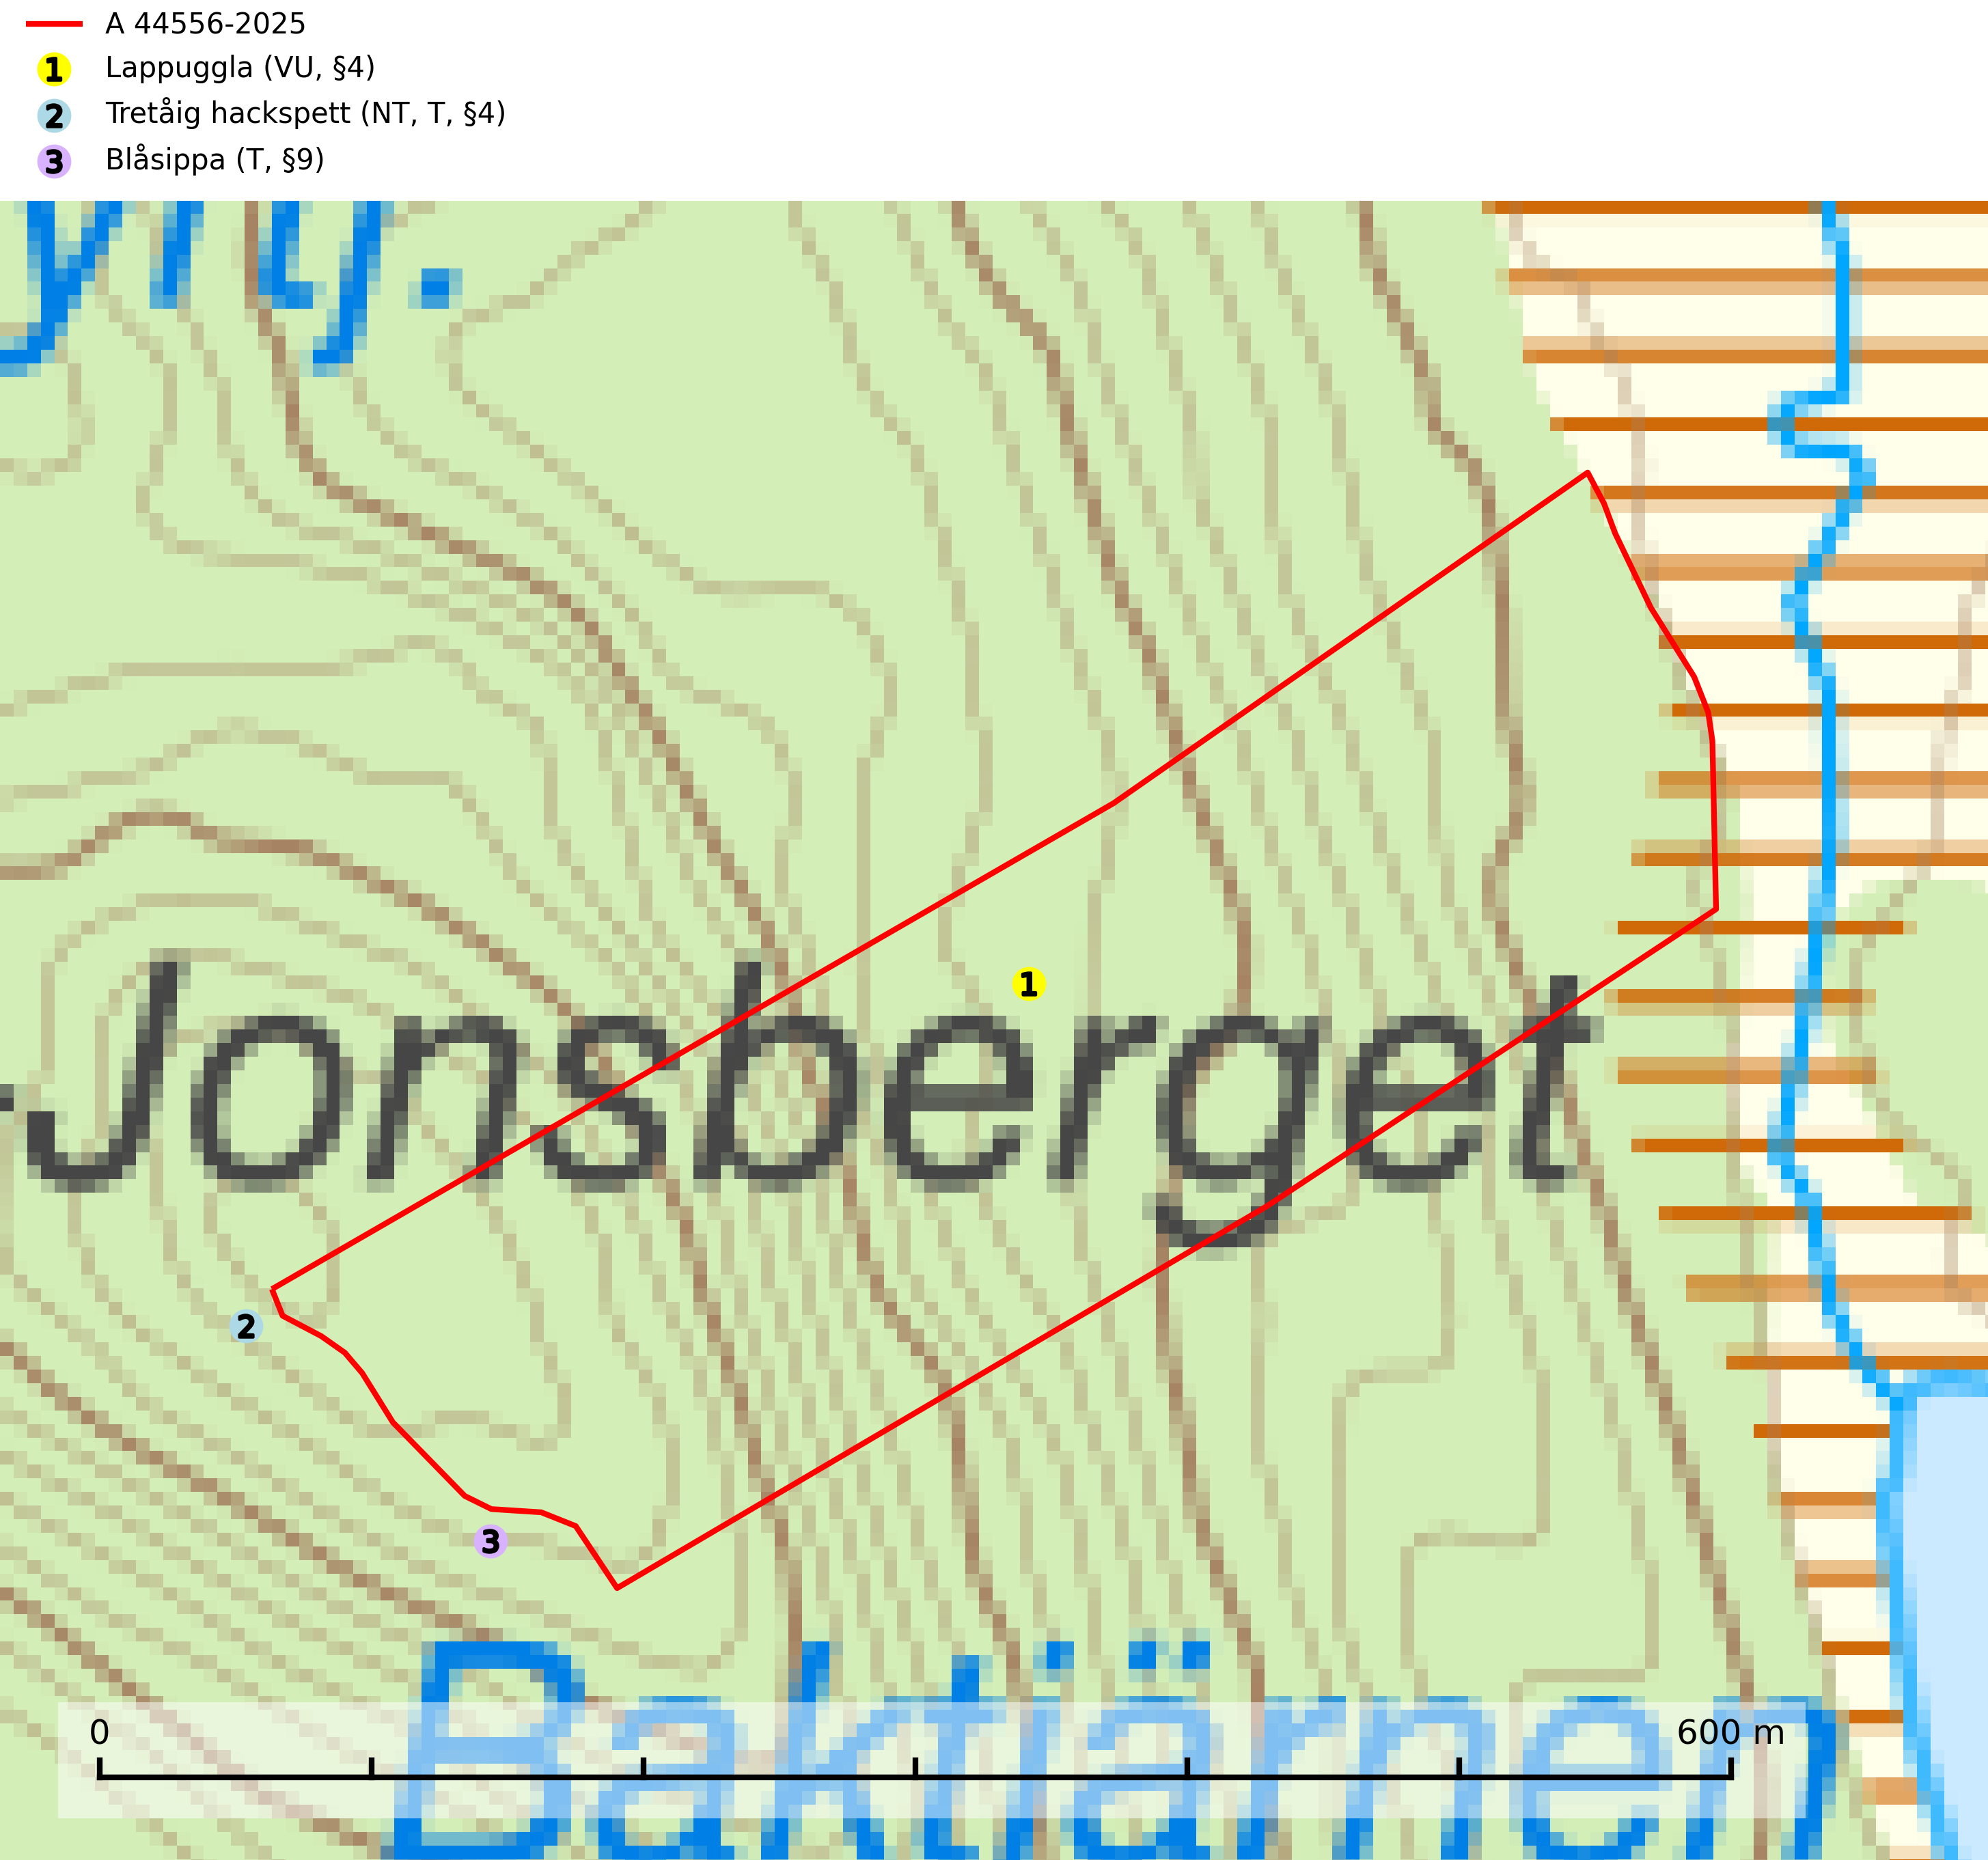 A 44556-2025
1 Lappuggla (VU, §4)
2 Tretåig hackspett (NT, T, §4)
3 Blåsippa (T, §9)
1
Jonsberget
2
3
Baktjärnen
0 600 m